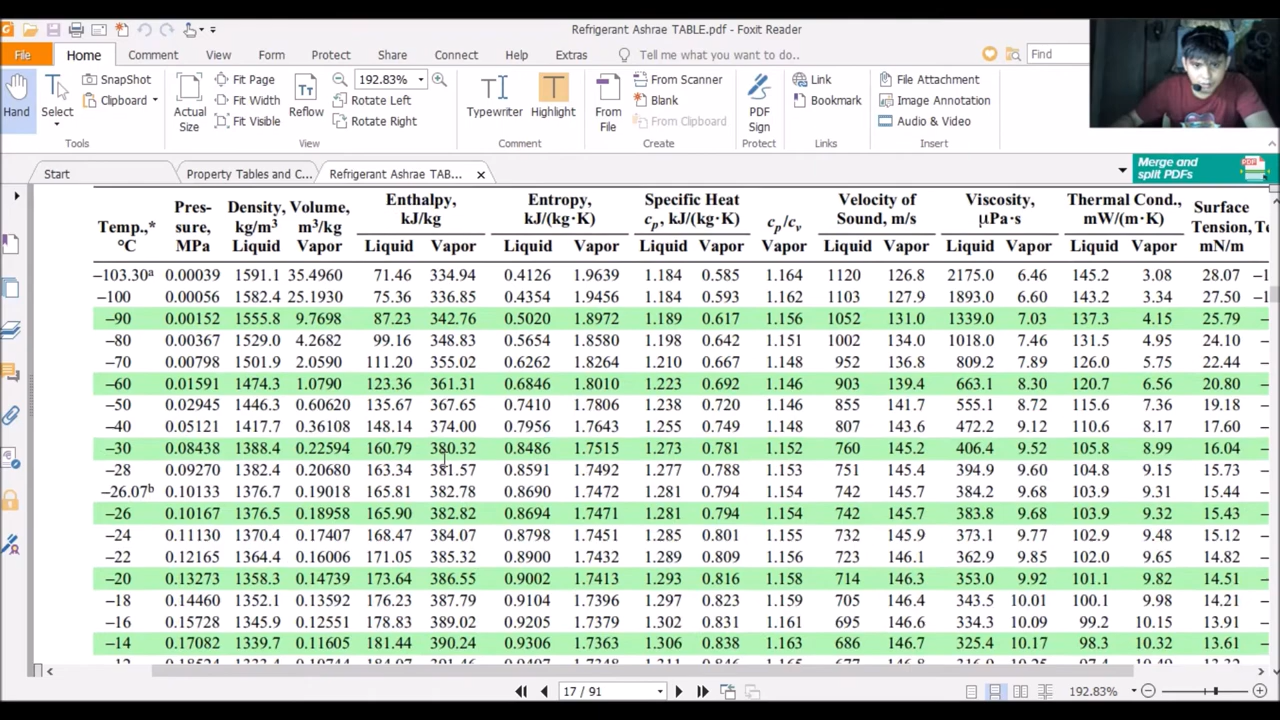 Refrigerant Ashrae TABLE.pdf - Foxit Reader
File Home Comment View Form Protect Share Connect Help Extras Tell me what you want to do... Find
Hand Select SnapShot Clipboard Actual Size Fit Page Fit Width Fit Visible Reflow 192.83% Rotate Left Rotate Right Typewriter Highlight From File From Scanner Blank From Clipboard PDF Sign Link Bookmark File Attachment Image Annotation Audio & Video
Tools View Comment Create Protect Links Insert
Start Property Tables and C... Refrigerant Ashrae TAB... Merge and split PDFs
Temp.,* °C Pres-sure, MPa Density, kg/m3 Liquid Volume, m3/kg Vapor Enthalpy, kJ/kg Liquid Vapor Entropy, kJ/(kg·K) Liquid Vapor Specific Heat cp, kJ/(kg·K) Liquid Vapor cp/cv Vapor Velocity of Sound, m/s Liquid Vapor Viscosity, µPa·s Liquid Vapor Thermal Cond., mW/(m·K) Liquid Vapor Surface Tension, mN/m
–103.30a 0.00039 1591.1 35.4960 71.46 334.94 0.4126 1.9639 1.184 0.585 1.164 1120 126.8 2175.0 6.46 145.2 3.08 28.07 –1
–100 0.00056 1582.4 25.1930 75.36 336.85 0.4354 1.9456 1.184 0.593 1.162 1103 127.9 1893.0 6.60 143.2 3.34 27.50 –1
–90 0.00152 1555.8 9.7698 87.23 342.76 0.5020 1.8972 1.189 0.617 1.156 1052 131.0 1339.0 7.03 137.3 4.15 25.79 –
–80 0.00367 1529.0 4.2682 99.16 348.83 0.5654 1.8580 1.198 0.642 1.151 1002 134.0 1018.0 7.46 131.5 4.95 24.10 –
–70 0.00798 1501.9 2.0590 111.20 355.02 0.6262 1.8264 1.210 0.667 1.148 952 136.8 809.2 7.89 126.0 5.75 22.44 –
–60 0.01591 1474.3 1.0790 123.36 361.31 0.6846 1.8010 1.223 0.692 1.146 903 139.4 663.1 8.30 120.7 6.56 20.80 –
–50 0.02945 1446.3 0.60620 135.67 367.65 0.7410 1.7806 1.238 0.720 1.146 855 141.7 555.1 8.72 115.6 7.36 19.18 –
–40 0.05121 1417.7 0.36108 148.14 374.00 0.7956 1.7643 1.255 0.749 1.148 807 143.6 472.2 9.12 110.6 8.17 17.60 –
–30 0.08438 1388.4 0.22594 160.79 380.32 0.8486 1.7515 1.273 0.781 1.152 760 145.2 406.4 9.52 105.8 8.99 16.04 –
–28 0.09270 1382.4 0.20680 163.34 381.57 0.8591 1.7492 1.277 0.788 1.153 751 145.4 394.9 9.60 104.8 9.15 15.73 –
–26.07b 0.10133 1376.7 0.19018 165.81 382.78 0.8690 1.7472 1.281 0.794 1.154 742 145.7 384.2 9.68 103.9 9.31 15.44 –
–26 0.10167 1376.5 0.18958 165.90 382.82 0.8694 1.7471 1.281 0.794 1.154 742 145.7 383.8 9.68 103.9 9.32 15.43 –
–24 0.11130 1370.4 0.17407 168.47 384.07 0.8798 1.7451 1.285 0.801 1.155 732 145.9 373.1 9.77 102.9 9.48 15.12 –
–22 0.12165 1364.4 0.16006 171.05 385.32 0.8900 1.7432 1.289 0.809 1.156 723 146.1 362.9 9.85 102.0 9.65 14.82 –
–20 0.13273 1358.3 0.14739 173.64 386.55 0.9002 1.7413 1.293 0.816 1.158 714 146.3 353.0 9.92 101.1 9.82 14.51 –
–18 0.14460 1352.1 0.13592 176.23 387.79 0.9104 1.7396 1.297 0.823 1.159 705 146.4 343.5 10.01 100.1 9.98 14.21 –
–16 0.15728 1345.9 0.12551 178.83 389.02 0.9205 1.7379 1.302 0.831 1.161 695 146.6 334.3 10.09 99.2 10.15 13.91 –
–14 0.17082 1339.7 0.11605 181.44 390.24 0.9306 1.7363 1.306 0.838 1.163 686 146.7 325.4 10.17 98.3 10.32 13.61 –
17 / 91 192.83%